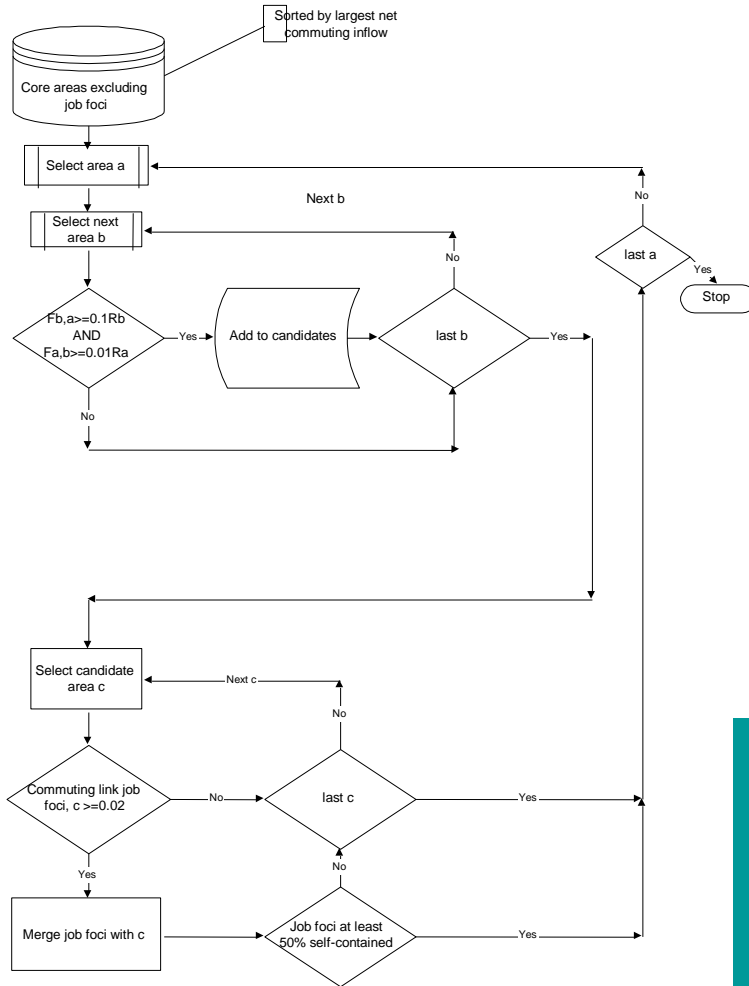 Sorted by largest net
commuting inflow
Core areas excluding
job foci
Select area a
No
Next b
Select next
area b
last a
No
Yes
Stop
Fb,a>=0.1Rb
AND
Fa,b>=0.01Ra
Yes
Add to candidates
last b
Yes
No
Select candidate
area c
Next c
No
Commuting link job
foci, c >=0.02
No
last c
Yes
Yes
No
Merge job foci with c
Job foci at least
50% self-contained
Yes